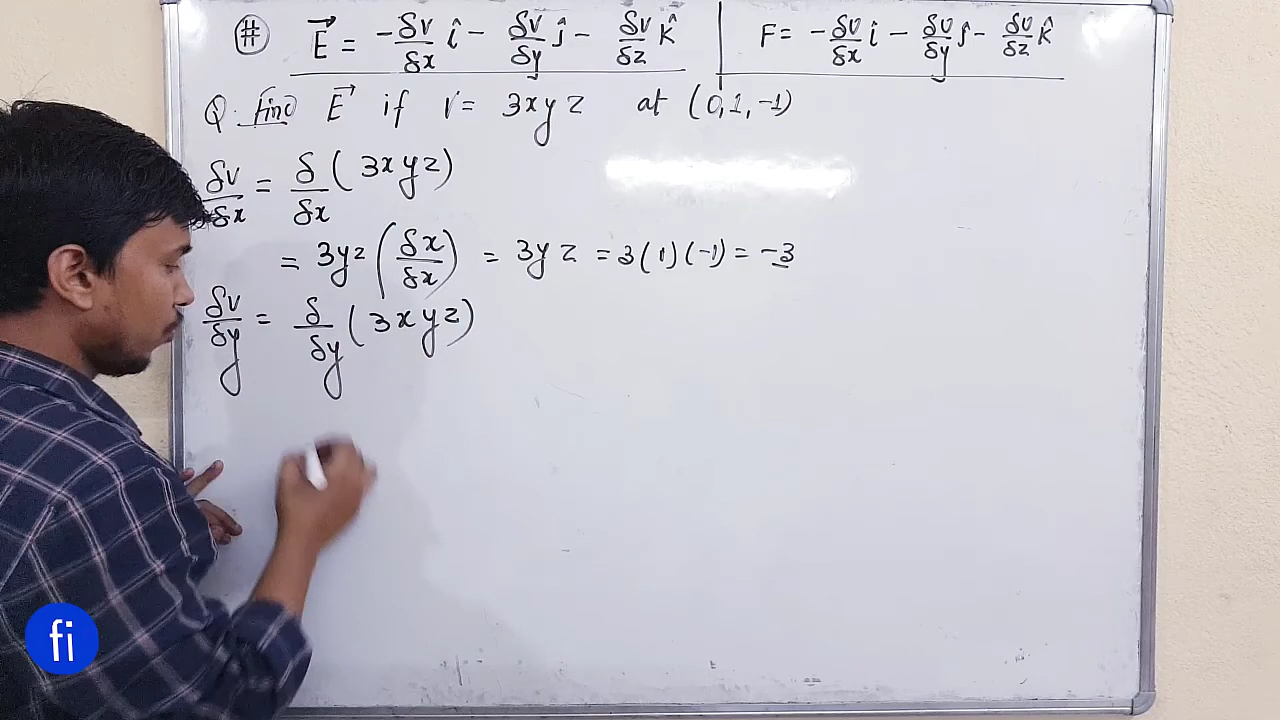 # E⃗ = -δv/δx î - δv/δy ĵ - δv/δz k̂ | F = -δU/δx î - δU/δy ĵ - δU/δz k̂
Q. Find E⃗ if v = 3xyz at (0,1,-1)
δv/δx = δ/δx (3xyz)
= 3yz (δx/δx) = 3yz = 3(1)(-1) = -3
δv/δy = δ/δy (3xyz)
fi